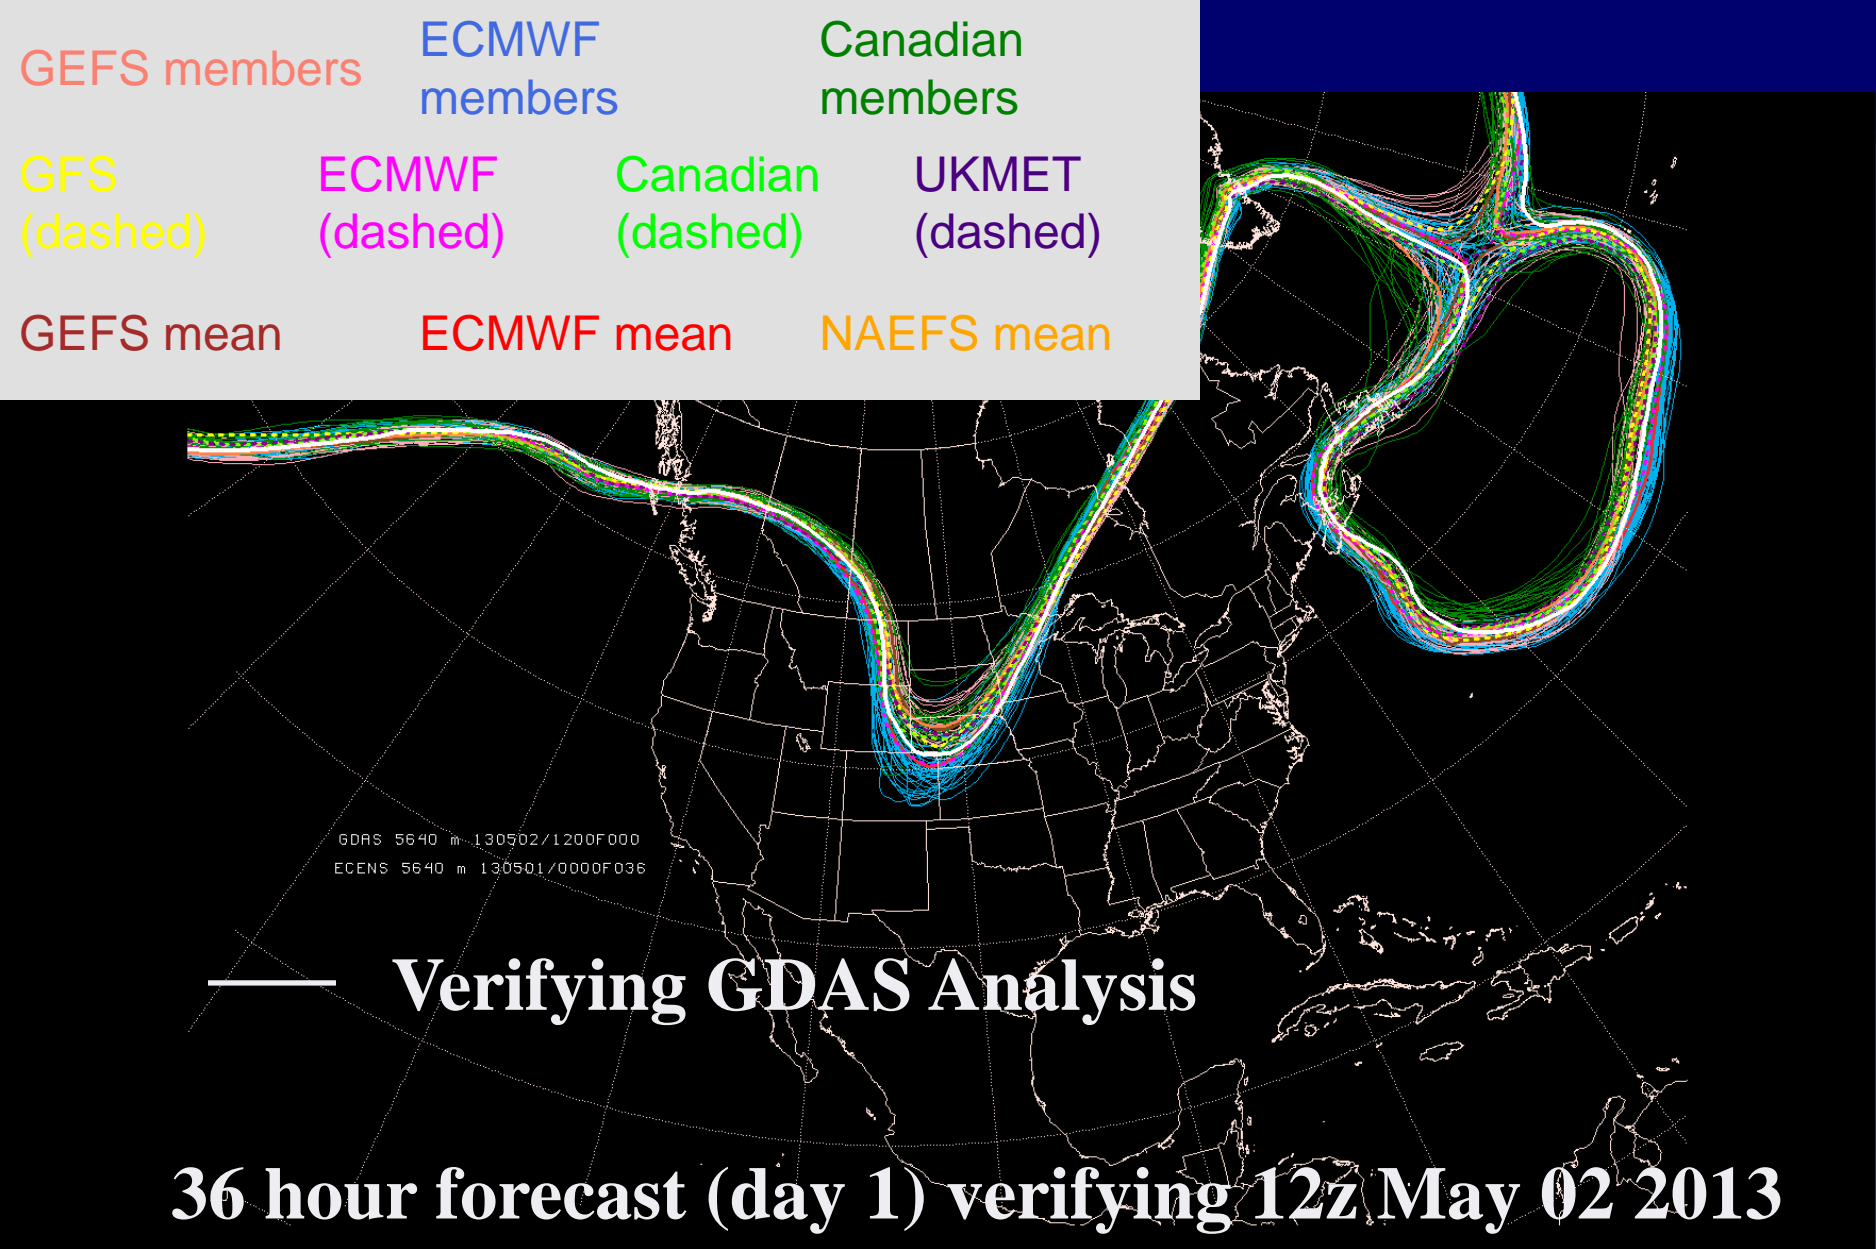 GEFS members
ECMWF
members
Canadian
members
GFS
(dashed)
ECMWF
(dashed)
Canadian
(dashed)
UKMET
(dashed)
GEFS mean
ECMWF mean
NAEFS mean
GDAS 5640 m 130502/1200F000
ECENS 5640 m 130501/0000F036
Verifying GDAS Analysis
36 hour forecast (day 1) verifying 12z May 02 2013